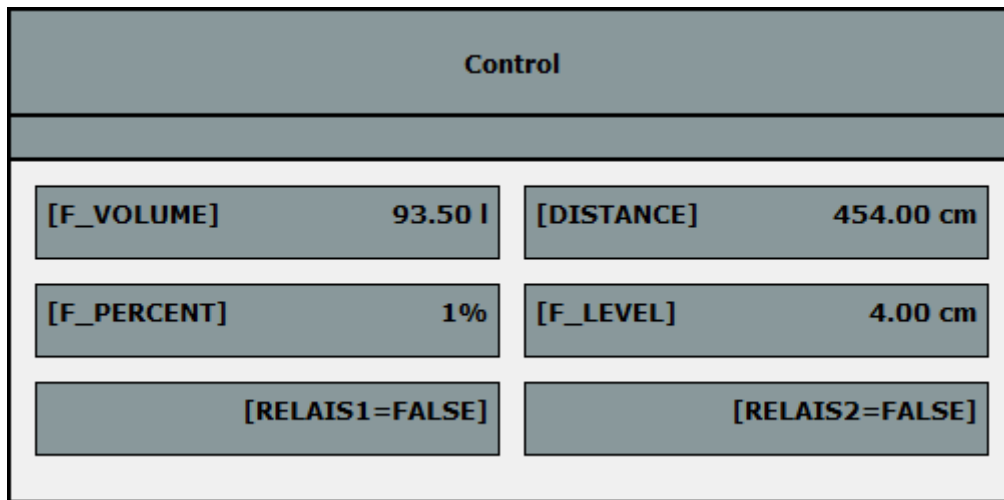 Control
[F_VOLUME] 93.50 l
[DISTANCE] 454.00 cm
[F_PERCENT] 1%
[F_LEVEL] 4.00 cm
[RELAIS1=FALSE]
[RELAIS2=FALSE]